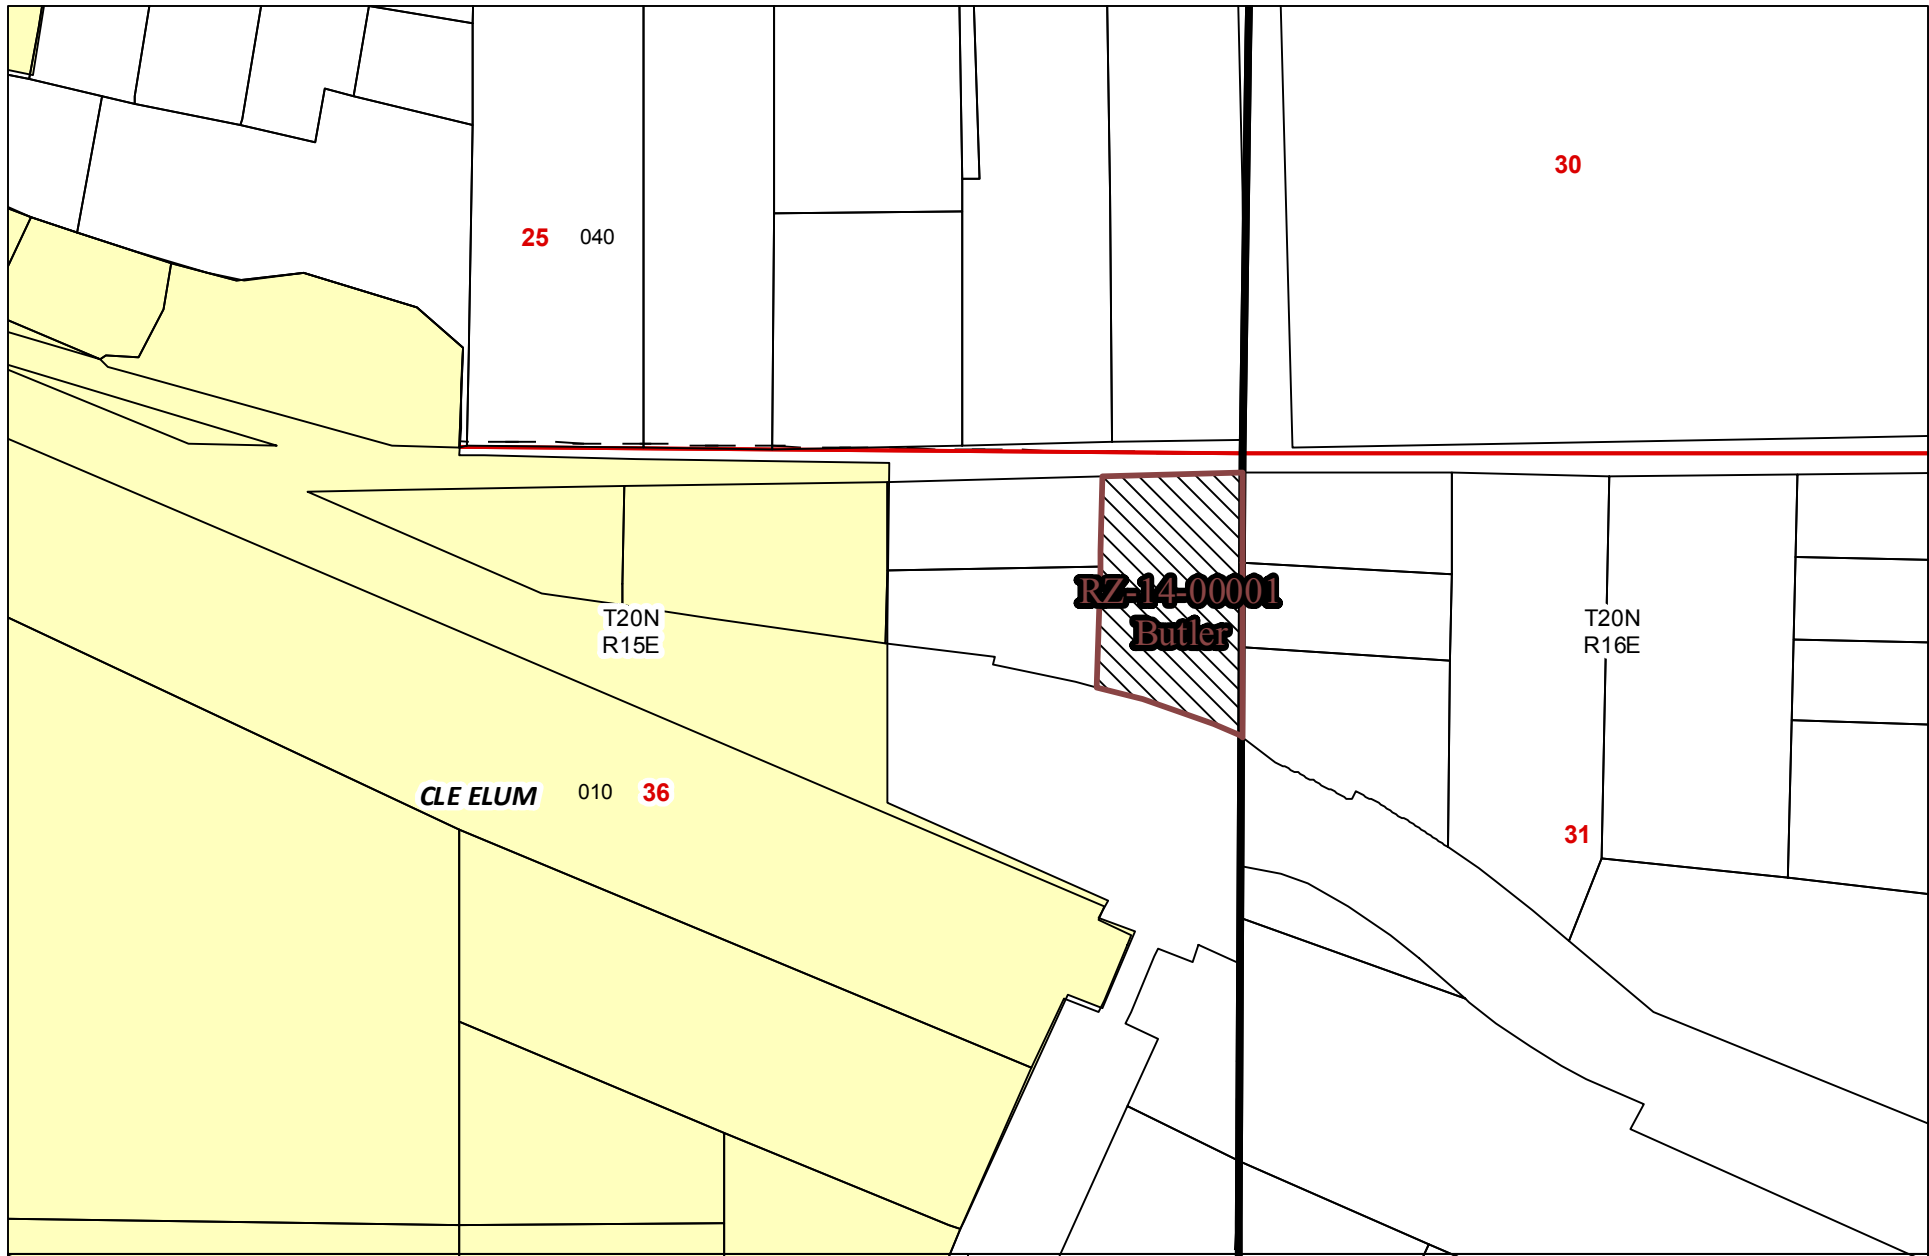 30
25 040
RZ-14-00001
Butler
T20N
R15E
T20N
R16E
CLE ELUM 010 36
31